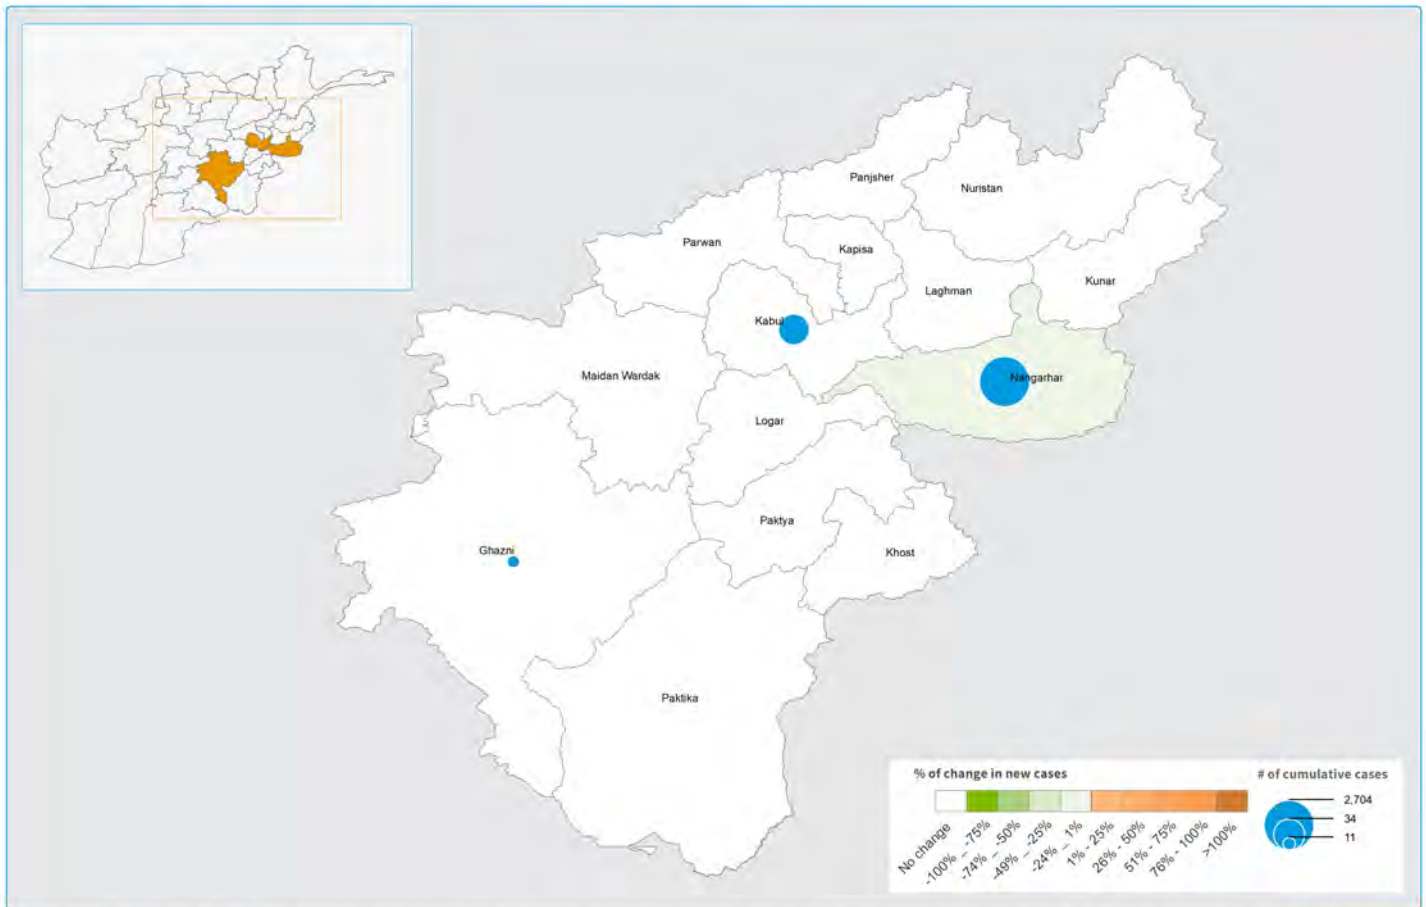 Panjsher
Nuristan
Parwan
Kapisa
Kunar
Laghman
Kabul
Maidan Wardak
Nangarhar
Logar
Paktya
Ghazni
Khost
Paktika
% of change in new cases
No change
-100% – -75%
-74% – -50%
-49% – -25%
-24% – 1%
1% - 25%
26% - 50%
51% - 75%
76% - 100%
>100%
# of cumulative cases
2,704
34
11